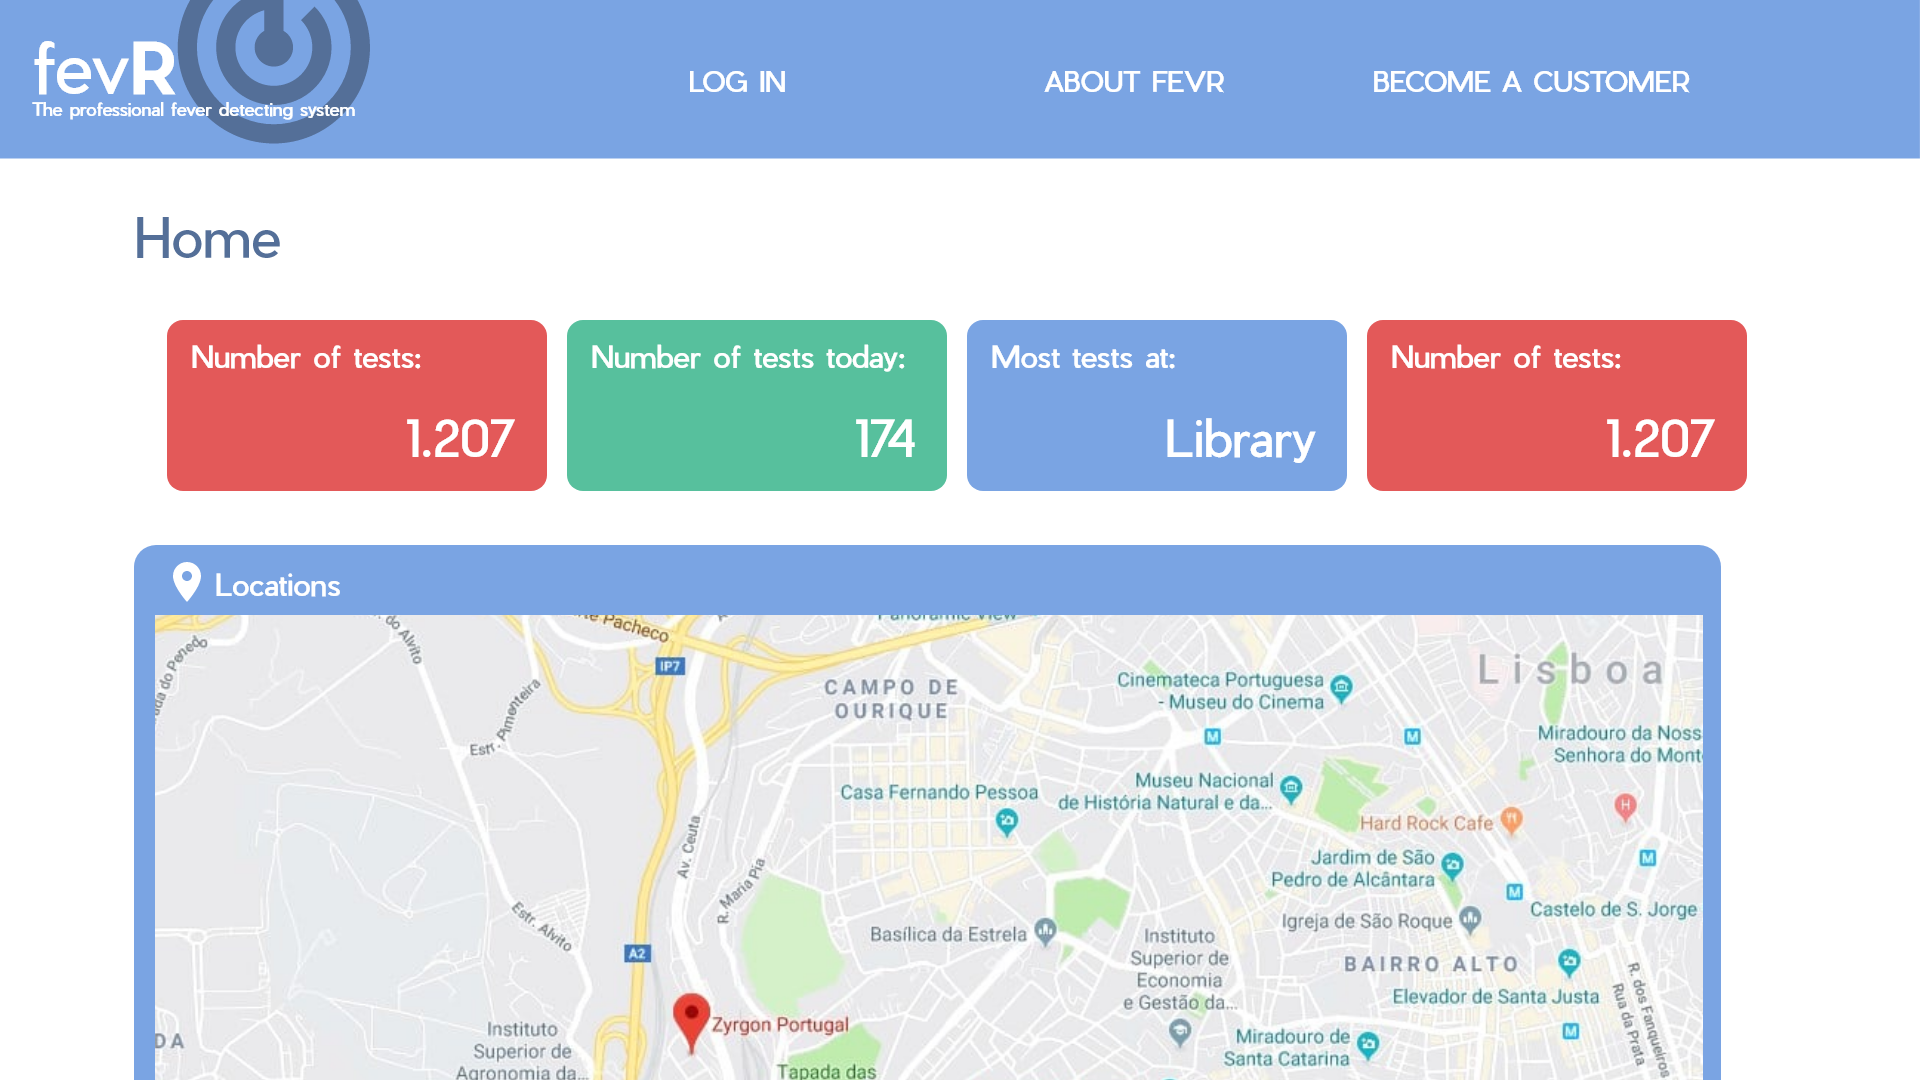 fevR
The professional fever detecting system
LOG IN
ABOUT FEVR
BECOME A CUSTOMER
Home
Number of tests:
1.207
Number of tests today:
174
Most tests at:
Library
Number of tests:
1.207
Locations
do Alvito
te Pacheco
Panoramic View
ada do Penedo
IP7
CAMPO DE
OURIQUE
Cinemateca Portuguesa
- Museu do Cinema
Lisboa
Estr. Pimenteira
M
M
Miradouro da Noss
Senhora do Mont
Casa Fernando Pessoa
Museu Nacional
de História Natural e da...
H
Hard Rock Cafe
Av. Ceuta
R. Maria Pia
Jardim de São
Pedro de Alcântara
M
M
Estr. Alvito
Castelo de S. Jorge
Igreja de São Roque
Basílica da Estrela
Instituto
Superior de
Economia
e Gestão da...
A2
BAIRRO ALTO
Elevador de Santa Justa
R. dos Fanqueiros
Rua da Prata
Zyrgon Portugal
M
DA
Instituto
Superior de
Agronomia da...
Miradouro de
Santa Catarina
Tapada das